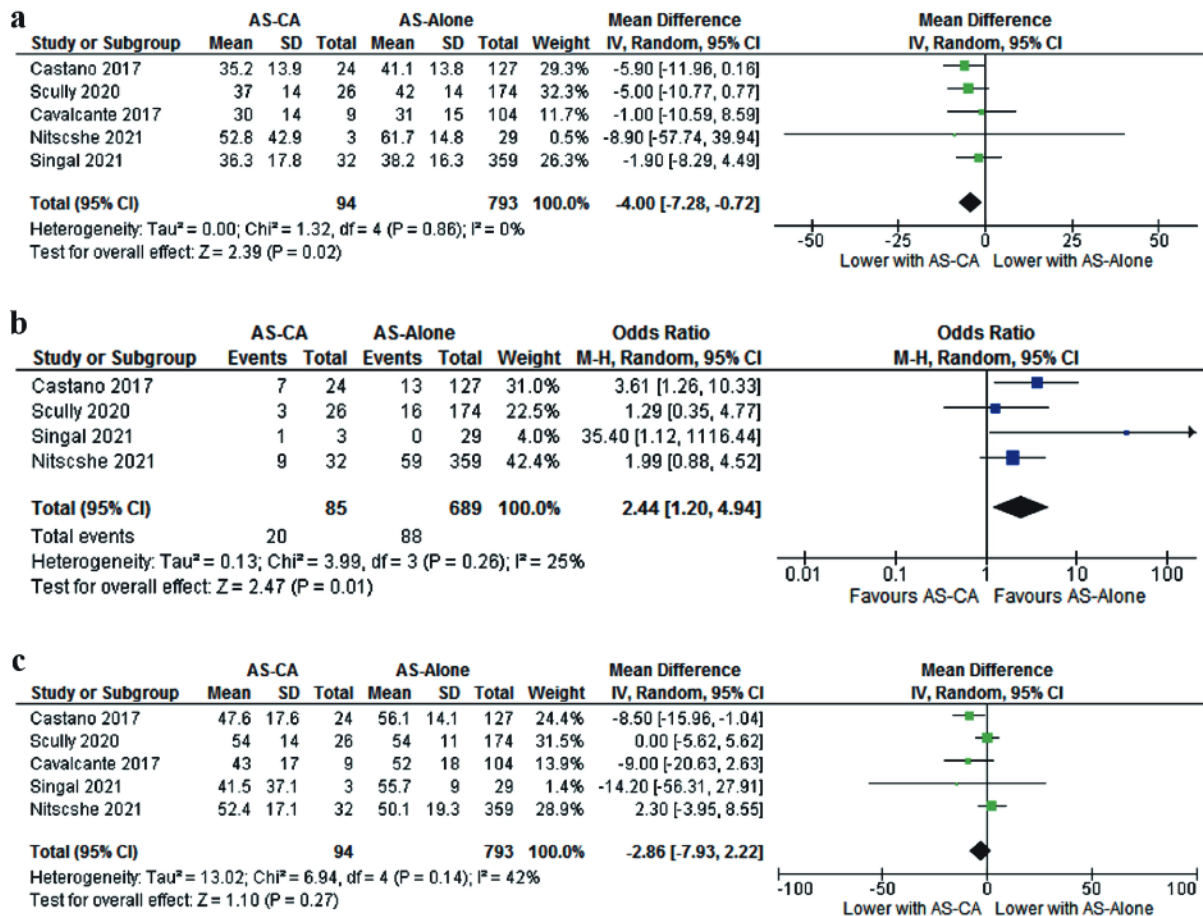 a
AS-CA AS-Alone Mean Difference Mean Difference
Study or Subgroup Mean SD Total Mean SD Total Weight IV, Random, 95% CI IV, Random, 95% CI
Castano 2017 35.2 13.9 24 41.1 13.8 127 29.3% -5.90 [-11.96, 0.16]
Scully 2020 37 14 26 42 14 174 32.3% -5.00 [-10.77, 0.77]
Cavalcante 2017 30 14 9 31 15 104 11.7% -1.00 [-10.59, 8.59]
Nitscshe 2021 52.8 42.9 3 61.7 14.8 29 0.5% -8.90 [-57.74, 39.94]
Singal 2021 36.3 17.8 32 38.2 16.3 359 26.3% -1.90 [-8.29, 4.49]
Total (95% CI) 94 793 100.0% -4.00 [-7.28, -0.72]
Heterogeneity: Tau² = 0.00; Chi² = 1.32, df = 4 (P = 0.86); I² = 0%
Test for overall effect: Z = 2.39 (P = 0.02)
-50 -25 0 25 50
Lower with AS-CA Lower with AS-Alone
b
AS-CA AS-Alone Odds Ratio Odds Ratio
Study or Subgroup Events Total Events Total Weight M-H, Random, 95% CI M-H, Random, 95% CI
Castano 2017 7 24 13 127 31.0% 3.61 [1.26, 10.33]
Scully 2020 3 26 16 174 22.5% 1.29 [0.35, 4.77]
Singal 2021 1 3 0 29 4.0% 35.40 [1.12, 1116.44]
Nitscshe 2021 9 32 59 359 42.4% 1.99 [0.88, 4.52]
Total (95% CI) 85 689 100.0% 2.44 [1.20, 4.94]
Total events 20 88
Heterogeneity: Tau² = 0.13; Chi² = 3.99, df = 3 (P = 0.26); I² = 25%
Test for overall effect: Z = 2.47 (P = 0.01)
0.01 0.1 1 10 100
Favours AS-CA Favours AS-Alone
c
AS-CA AS-Alone Mean Difference Mean Difference
Study or Subgroup Mean SD Total Mean SD Total Weight IV, Random, 95% CI IV, Random, 95% CI
Castano 2017 47.6 17.6 24 56.1 14.1 127 24.4% -8.50 [-15.96, -1.04]
Scully 2020 54 14 26 54 11 174 31.5% 0.00 [-5.62, 5.62]
Cavalcante 2017 43 17 9 52 18 104 13.9% -9.00 [-20.63, 2.63]
Singal 2021 41.5 37.1 3 55.7 9 29 1.4% -14.20 [-56.31, 27.91]
Nitscshe 2021 52.4 17.1 32 50.1 19.3 359 28.9% 2.30 [-3.95, 8.55]
Total (95% CI) 94 793 100.0% -2.86 [-7.93, 2.22]
Heterogeneity: Tau² = 13.02; Chi² = 6.94, df = 4 (P = 0.14); I² = 42%
Test for overall effect: Z = 1.10 (P = 0.27)
-100 -50 0 50 100
Lower with AS-CA Lower with AS-Alone